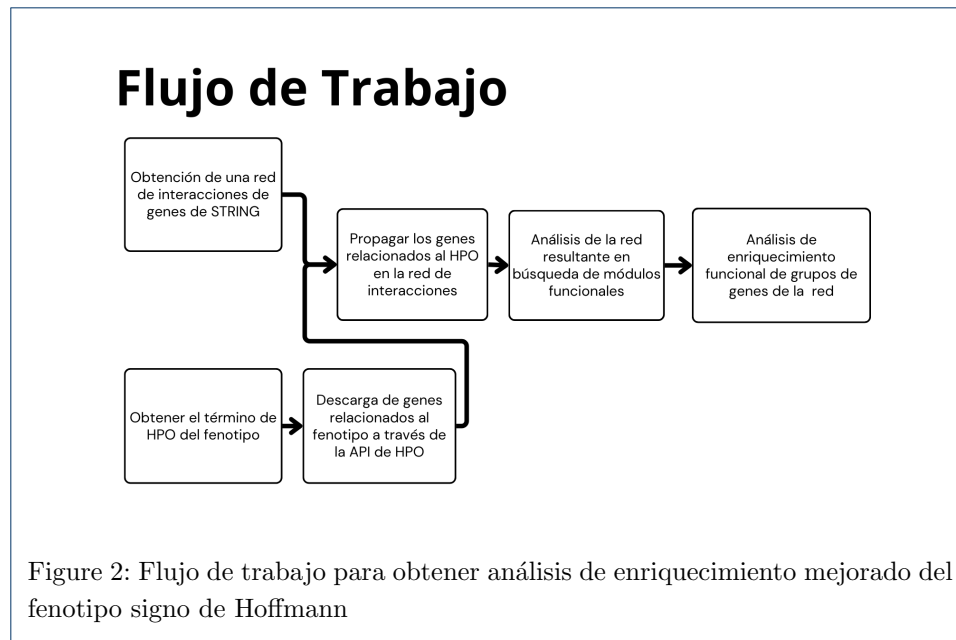 Flujo de Trabajo
Obtención de una red
de interacciones de
genes de STRING
Propagar los genes
relacionados al HPO
en la red de
interacciones
Análisis de la red
resultante en
búsqueda de módulos
funcionales
Análisis de
enriquecimiento
funcional de grupos de
genes de la red
Obtener el término de
HPO del fenotipo
Descarga de genes
relacionados al
fenotipo a través de
la API de HPO
Figure 2: Flujo de trabajo para obtener análisis de enriquecimiento mejorado del
fenotipo signo de Hoffmann